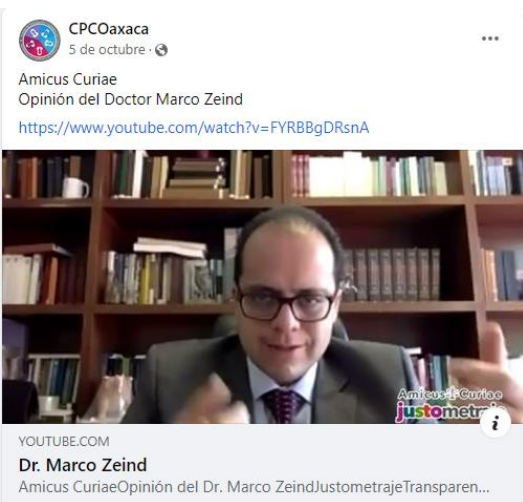 CPCOaxaca
5 de octubre ·
Amicus Curiae
Opinión del Doctor Marco Zeind
https://www.youtube.com/watch?v=FYRBBgDRsnA
Amicus Curiae
justometraje
YOUTUBE.COM
Dr. Marco Zeind
Amicus CuriaeOpinión del Dr. Marco ZeindJustometrajeTransparen...